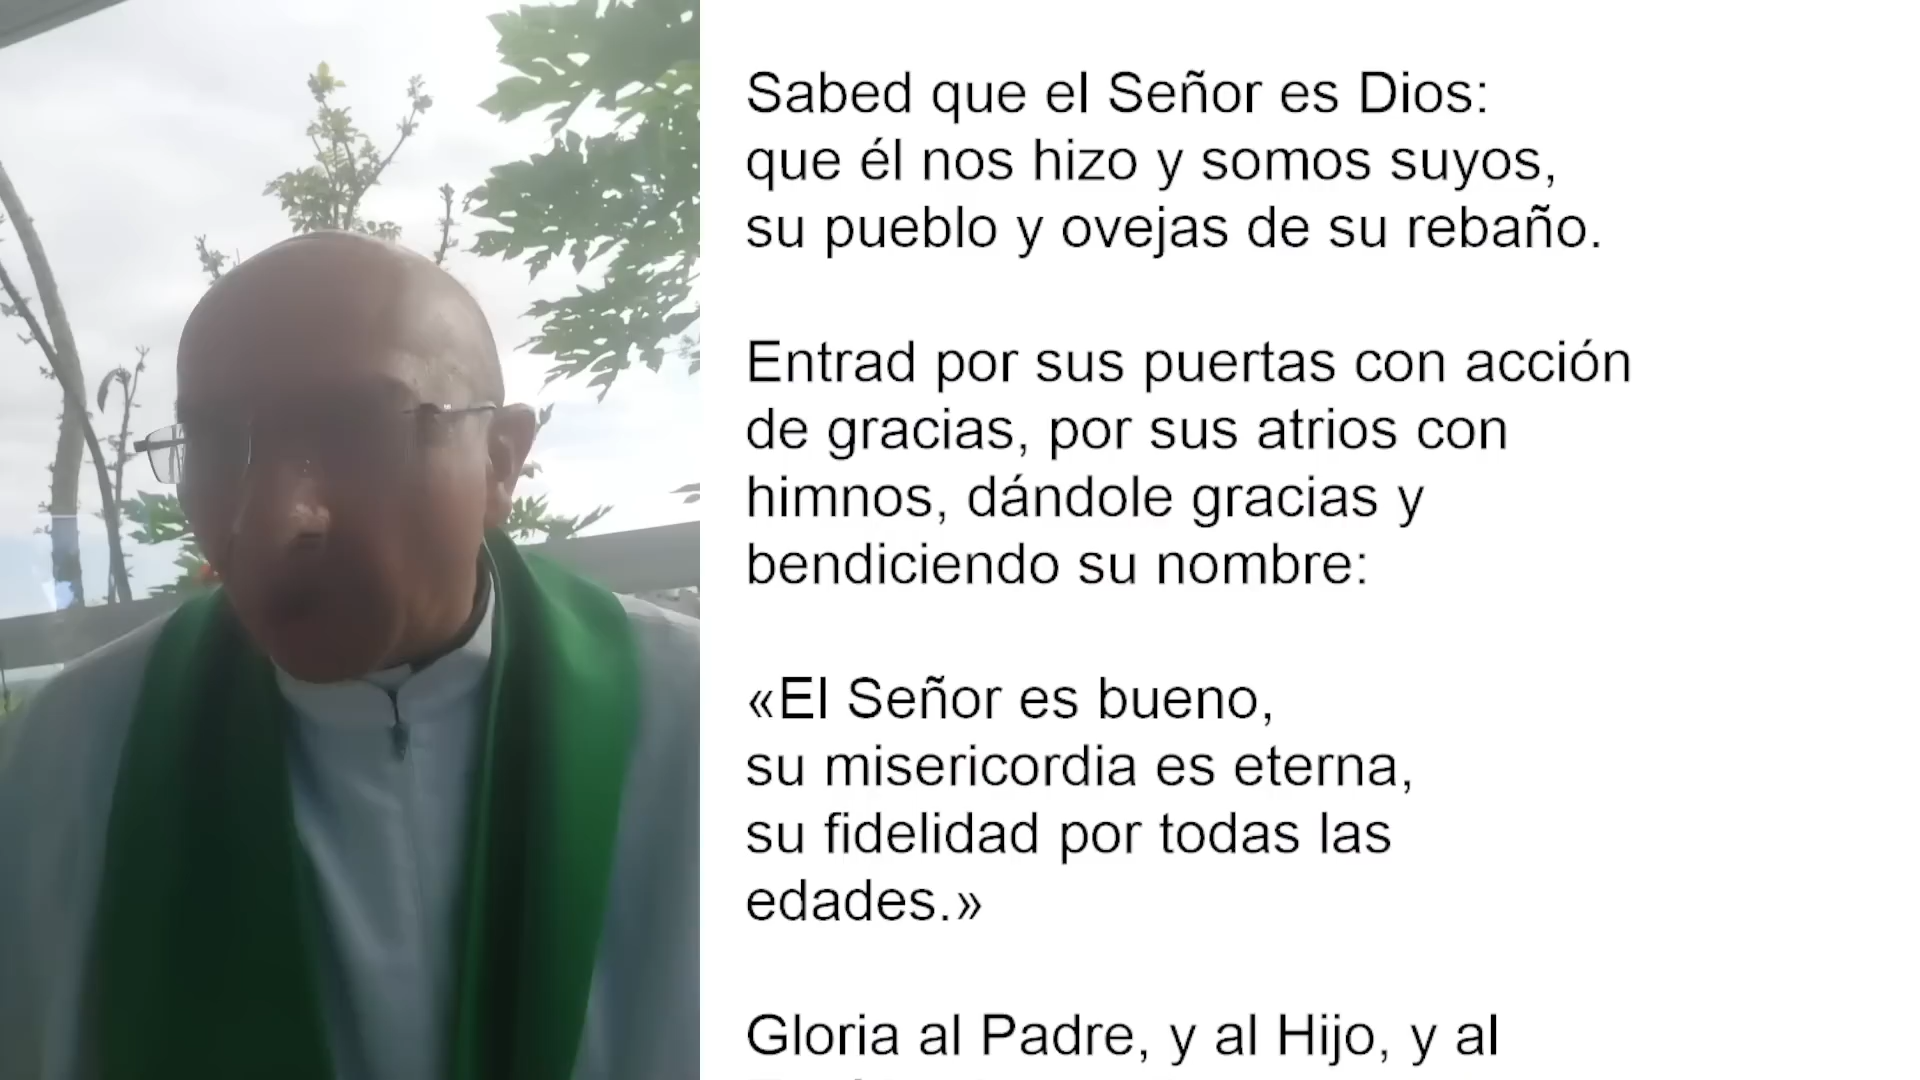 Sabed que el Señor es Dios:
que él nos hizo y somos suyos,
su pueblo y ovejas de su rebaño.
Entrad por sus puertas con acción
de gracias, por sus atrios con
himnos, dándole gracias y
bendiciendo su nombre:
«El Señor es bueno,
su misericordia es eterna,
su fidelidad por todas las
edades.»
Gloria al Padre, y al Hijo, y al